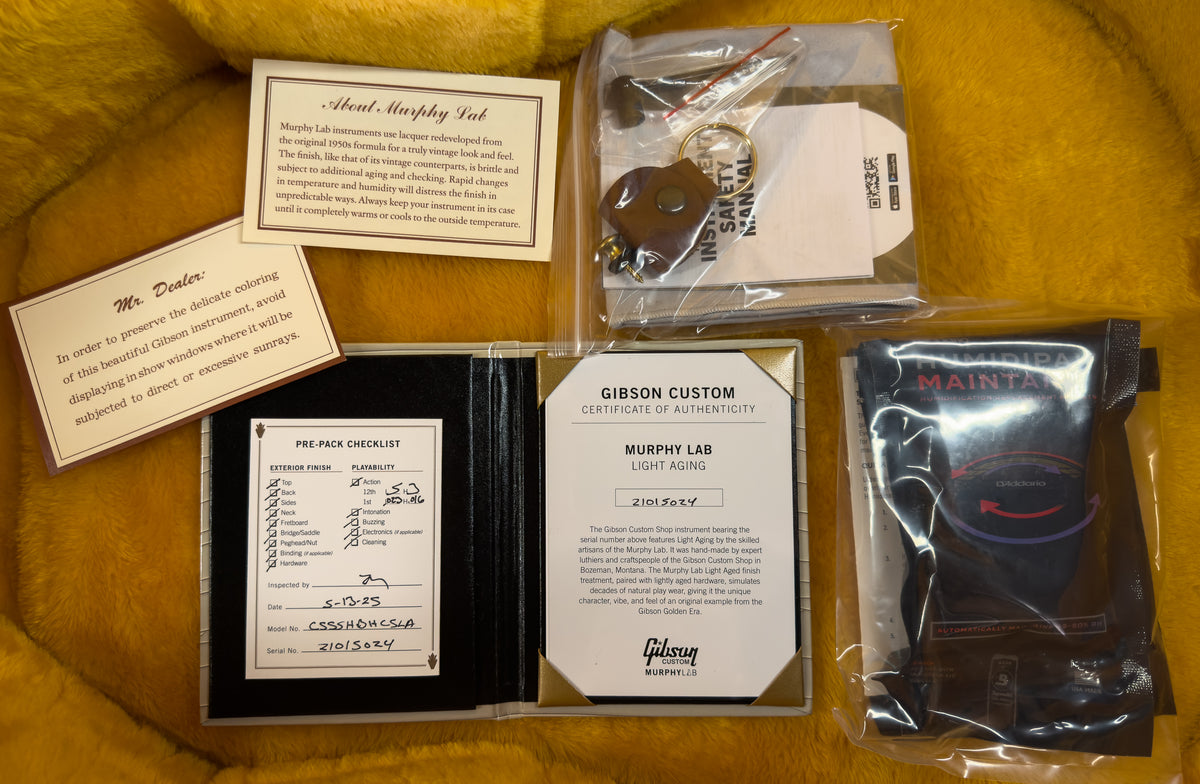 About Murphy Lab
Murphy Lab instruments use lacquer redeveloped from
the original 1950s formula for a truly vintage look and feel.
The finish, like that of its vintage counterparts, is brittle and
subject to additional aging and checking. Rapid changes
in temperature and humidity will distress the finish in
unpredictable ways. Always keep your instrument in its case
until it completely warms or cools to the outside temperature.
Mr. Dealer:
In order to preserve the delicate coloring
of this beautiful Gibson instrument, avoid
displaying in show windows where it will be
subjected to direct or excessive sunrays.
SAFETY
MANUAL
PRE-PACK CHECKLIST
EXTERIOR FINISH
Top
Back
Sides
Neck
Fretboard
Bridge/Saddle
Peghead/Nut
Binding (if applicable)
Hardware
PLAYABILITY
Action
12th
1st
Intonation
Buzzing
Electronics (if applicable)
Cleaning
Inspected by
Date 5-13-25
Model No. CSSSHBHCSLA
Serial No. 21015024
GIBSON CUSTOM
CERTIFICATE OF AUTHENTICITY
MURPHY LAB
LIGHT AGING
21015024
The Gibson Custom Shop instrument bearing the
serial number above features Light Aging by the skilled
artisans of the Murphy Lab. It was hand-made by expert
luthiers and craftspeople of the Gibson Custom Shop in
Bozeman, Montana. The Murphy Lab Light Aged finish
treatment, paired with lightly aged hardware, simulates
decades of natural play wear, giving it the unique
character, vibe, and feel of an original example from the
Gibson Golden Era.
Gibson
CUSTOM
MURPHY LAB
HUMIDIPA
MAINTA
D'Addario